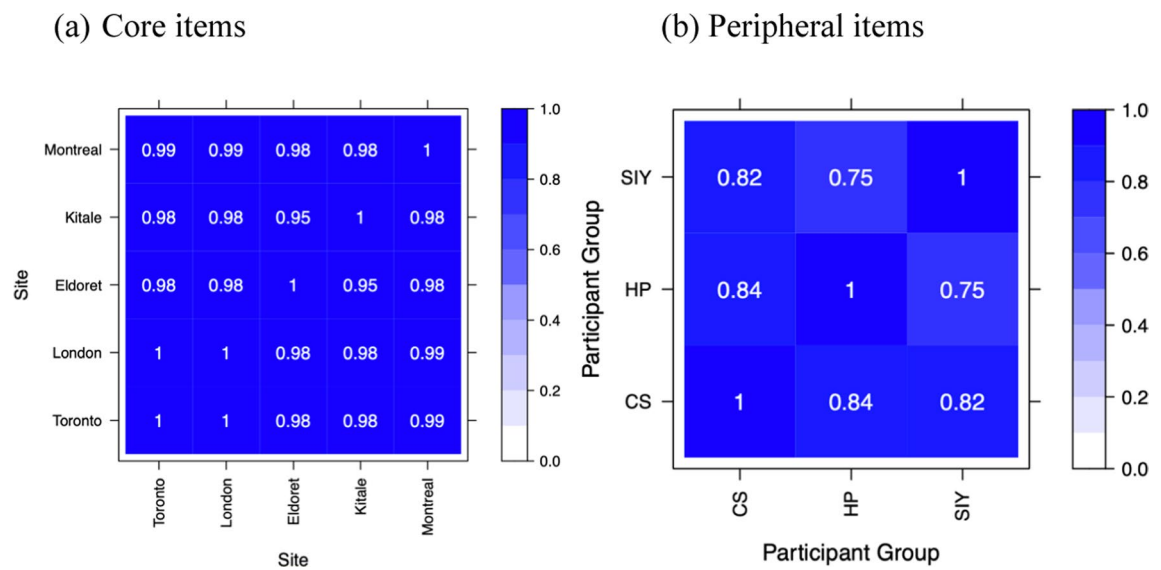 (a) Core items
Site
Montreal 0.99 0.99 0.98 0.98 1
Kitale 0.98 0.98 0.95 1 0.98
Eldoret 0.98 0.98 1 0.95 0.98
London 1 1 0.98 0.98 0.99
Toronto 1 1 0.98 0.98 0.99
Toronto London Eldoret Kitale Montreal
Site
1.0
0.8
0.6
0.4
0.2
0.0
(b) Peripheral items
Participant Group
SIY 0.82 0.75 1
HP 0.84 1 0.75
CS 1 0.84 0.82
CS HP SIY
Participant Group
1.0
0.8
0.6
0.4
0.2
0.0